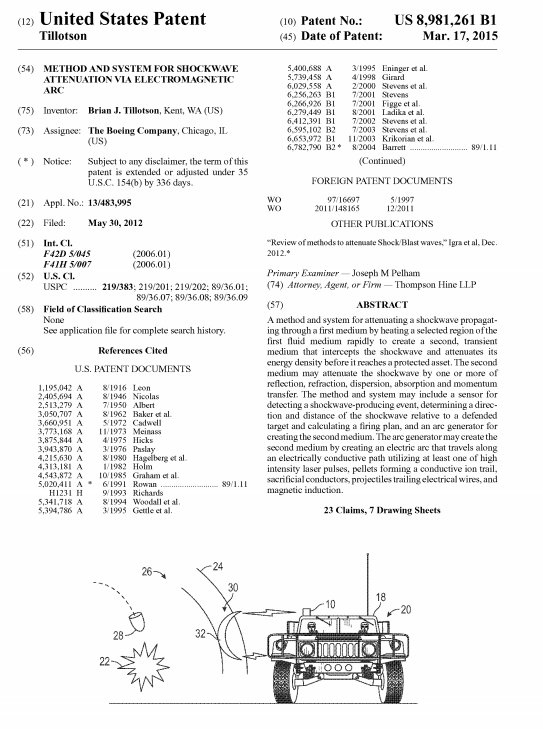 (12) United States Patent
Tillotson
(10) Patent No.: US 8,981,261 B1
(45) Date of Patent: Mar. 17, 2015
(54) METHOD AND SYSTEM FOR SHOCKWAVE
ATTENUATION VIA ELECTROMAGNETIC
ARC
(75) Inventor: Brian J. Tillotson, Kent, WA (US)
(73) Assignee: The Boeing Company, Chicago, IL
(US)
( * ) Notice: Subject to any disclaimer, the term of this
patent is extended or adjusted under 35
U.S.C. 154(b) by 336 days.
(21) Appl. No.: 13/483,995
(22) Filed: May 30, 2012
(51) Int. Cl.
F42D 5/045 (2006.01)
F41H 5/007 (2006.01)
(52) U.S. Cl.
USPC .......... 219/383; 219/201; 219/202; 89/36.01;
89/36.07; 89/36.08; 89/36.09
(58) Field of Classification Search
None
See application file for complete search history.
(56) References Cited
U.S. PATENT DOCUMENTS
1,195,042 A 8/1916 Leon
2,405,694 A 8/1946 Nicolas
2,513,279 A 7/1950 Albert
3,050,707 A 8/1962 Baker et al.
3,660,951 A 5/1972 Cadwell
3,773,168 A 11/1973 Meinass
3,875,844 A 4/1975 Hicks
3,943,870 A 3/1976 Paslay
4,215,630 A 8/1980 Hagelberg et al.
4,313,181 A 1/1982 Holm
4,543,872 A 10/1985 Graham et al.
5,020,411 A * 6/1991 Rowan ........................... 89/1.11
H1231 H 9/1993 Richards
5,341,718 A 8/1994 Woodall et al.
5,394,786 A 3/1995 Gettle et al.
5,400,688 A 3/1995 Eninger et al.
5,739,458 A 4/1998 Girard
6,029,558 A 2/2000 Stevens et al.
6,256,263 B1 7/2001 Stevens
6,266,926 B1 7/2001 Figge et al.
6,279,449 B1 8/2001 Ladika et al.
6,412,391 B1 7/2002 Stevens et al.
6,595,102 B2 7/2003 Stevens et al.
6,653,972 B1 11/2003 Krikorian et al.
6,782,790 B2 * 8/2004 Barrett ........................... 89/1.11
(Continued)
FOREIGN PATENT DOCUMENTS
WO 97/16697 5/1997
WO 2011/148165 12/2011
OTHER PUBLICATIONS
"Review of methods to attenuate Shock/Blast waves," Igra et al, Dec.
2012.*
Primary Examiner — Joseph M Pelham
(74) Attorney, Agent, or Firm — Thompson Hine LLP
(57) ABSTRACT
A method and system for attenuating a shockwave propagat-
ing through a first medium by heating a selected region of the
first fluid medium rapidly to create a second, transient
medium that intercepts the shockwave and attenuates its
energy density before it reaches a protected asset. The second
medium may attenuate the shockwave by one or more of
reflection, refraction, dispersion, absorption and momentum
transfer. The method and system may include a sensor for
detecting a shockwave-producing event, determining a direc-
tion and distance of the shockwave relative to a defended
target and calculating a firing plan, and an arc generator for
creating the second medium. The arc generator may create the
second medium by creating an electric arc that travels along
an electrically conductive path utilizing at least one of high
intensity laser pulses, pellets forming a conductive ion trail,
sacrificial conductors, projectiles trailing electrical wires, and
magnetic induction.
23 Claims, 7 Drawing Sheets
26
24
30
28
32
22
10
18
20